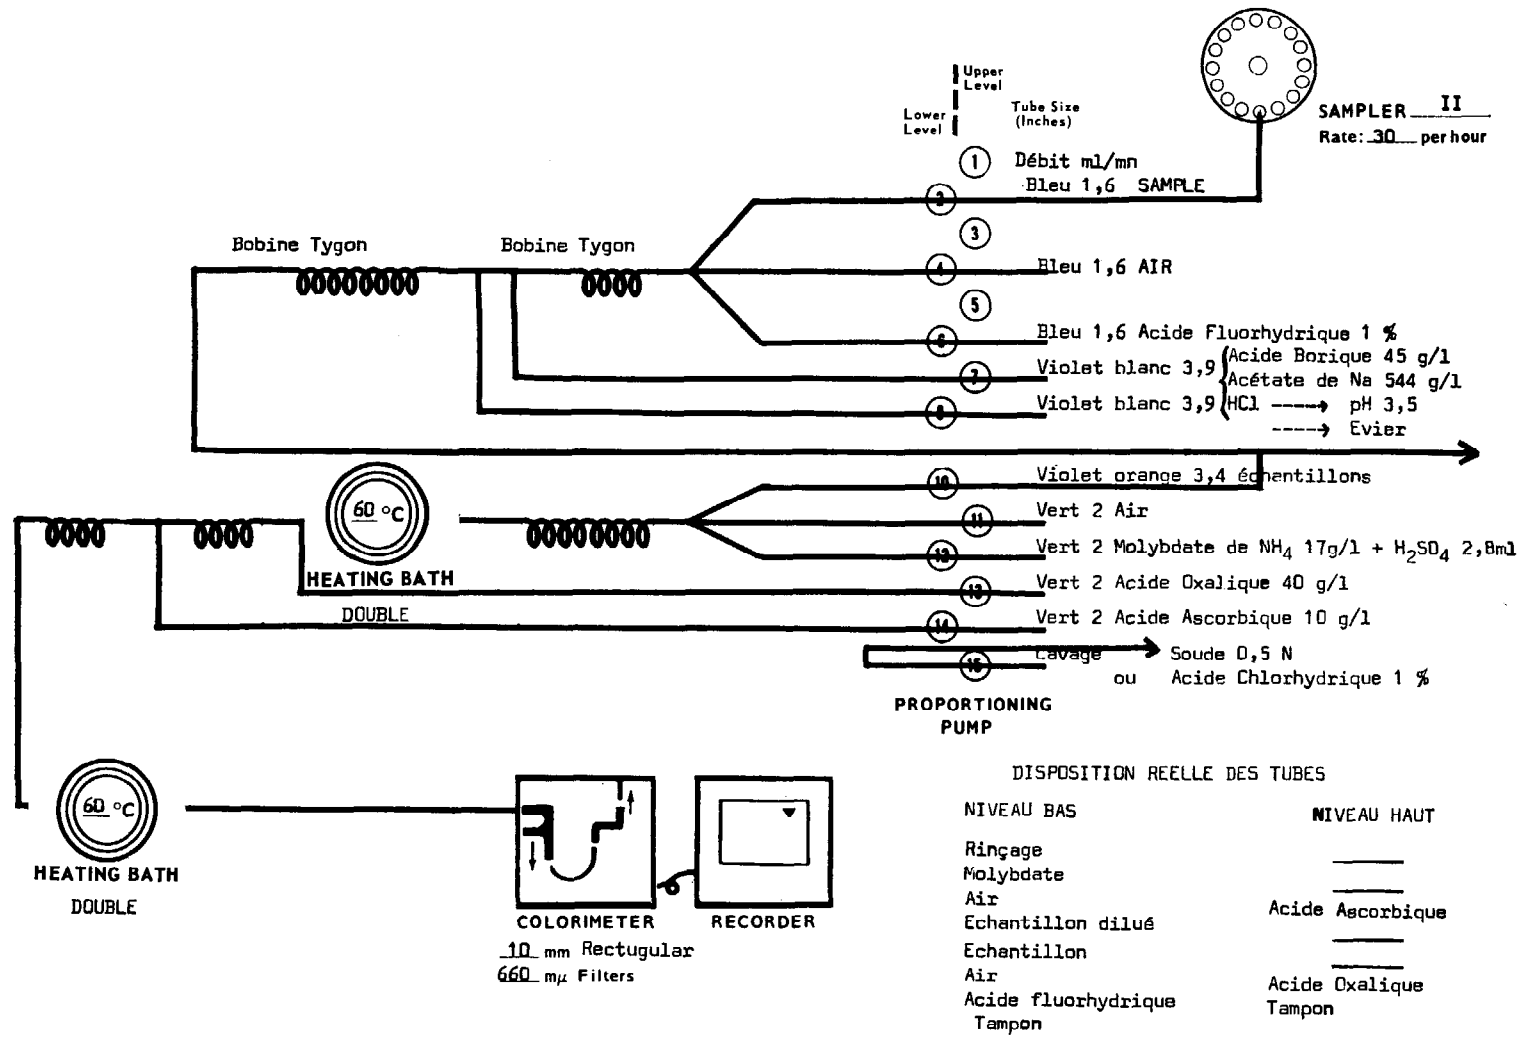 Upper
Level
Lower
Level
Tube Size
(Inches)
SAMPLER II
Rate: 30 per hour
1 Débit ml/mn
2 Bleu 1,6 SAMPLE
3
Bobine Tygon
Bobine Tygon
4 Bleu 1,6 AIR
5
6 Bleu 1,6 Acide Fluorhydrique 1 %
7 Violet blanc 3,9
Acide Borique 45 g/l
Acétate de Na 544 g/l
8 Violet blanc 3,9
HCl ----> pH 3,5
----> Evier
10 Violet orange 3,4 échantillons
60 °C
HEATING BATH
DOUBLE
11 Vert 2 Air
12 Vert 2 Molybdate de NH4 17g/l + H2SO4 2,8ml
13 Vert 2 Acide Oxalique 40 g/l
14 Vert 2 Acide Ascorbique 10 g/l
15 Lavage
Soude 0,5 N
ou Acide Chlorhydrique 1 %
PROPORTIONING
PUMP
60 °C
HEATING BATH
DOUBLE
COLORIMETER
10 mm Rectugular
660 mµ Filters
RECORDER
DISPOSITION REELLE DES TUBES
NIVEAU BAS
Rinçage
Molybdate
Air
Echantillon dilué
Echantillon
Air
Acide fluorhydrique
Tampon
NIVEAU HAUT
Acide Ascorbique
Acide Oxalique
Tampon